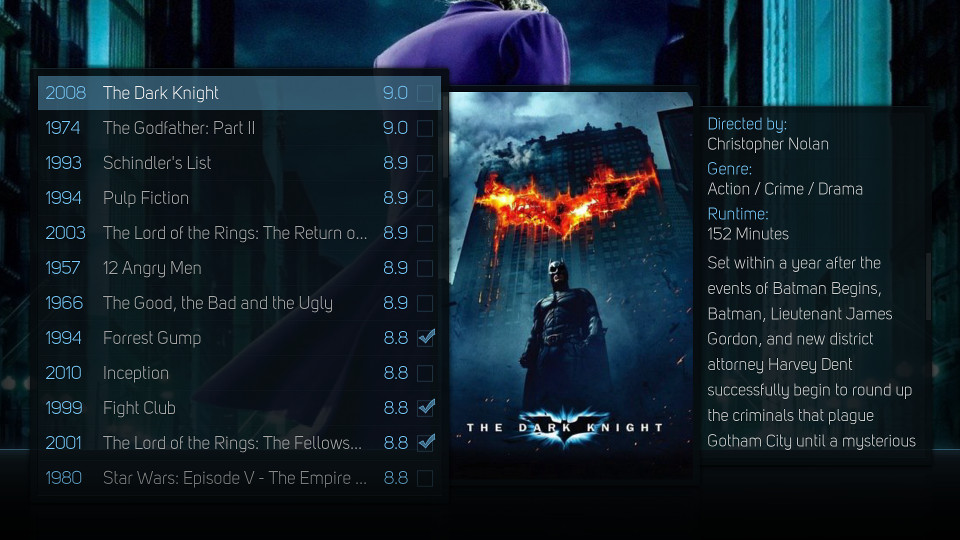 2008 The Dark Knight 9.0
1974 The Godfather: Part II 9.0
1993 Schindler's List 8.9
1994 Pulp Fiction 8.9
2003 The Lord of the Rings: The Return o... 8.9
1957 12 Angry Men 8.9
1966 The Good, the Bad and the Ugly 8.9
1994 Forrest Gump 8.8
2010 Inception 8.8
1999 Fight Club 8.8
2001 The Lord of the Rings: The Fellows... 8.8
1980 Star Wars: Episode V - The Empire ... 8.8
THE DARK KNIGHT
Directed by:
Christopher Nolan
Genre:
Action / Crime / Drama
Runtime:
152 Minutes
Set within a year after the
events of Batman Begins,
Batman, Lieutenant James
Gordon, and new district
attorney Harvey Dent
successfully begin to round up
the criminals that plague
Gotham City until a mysterious